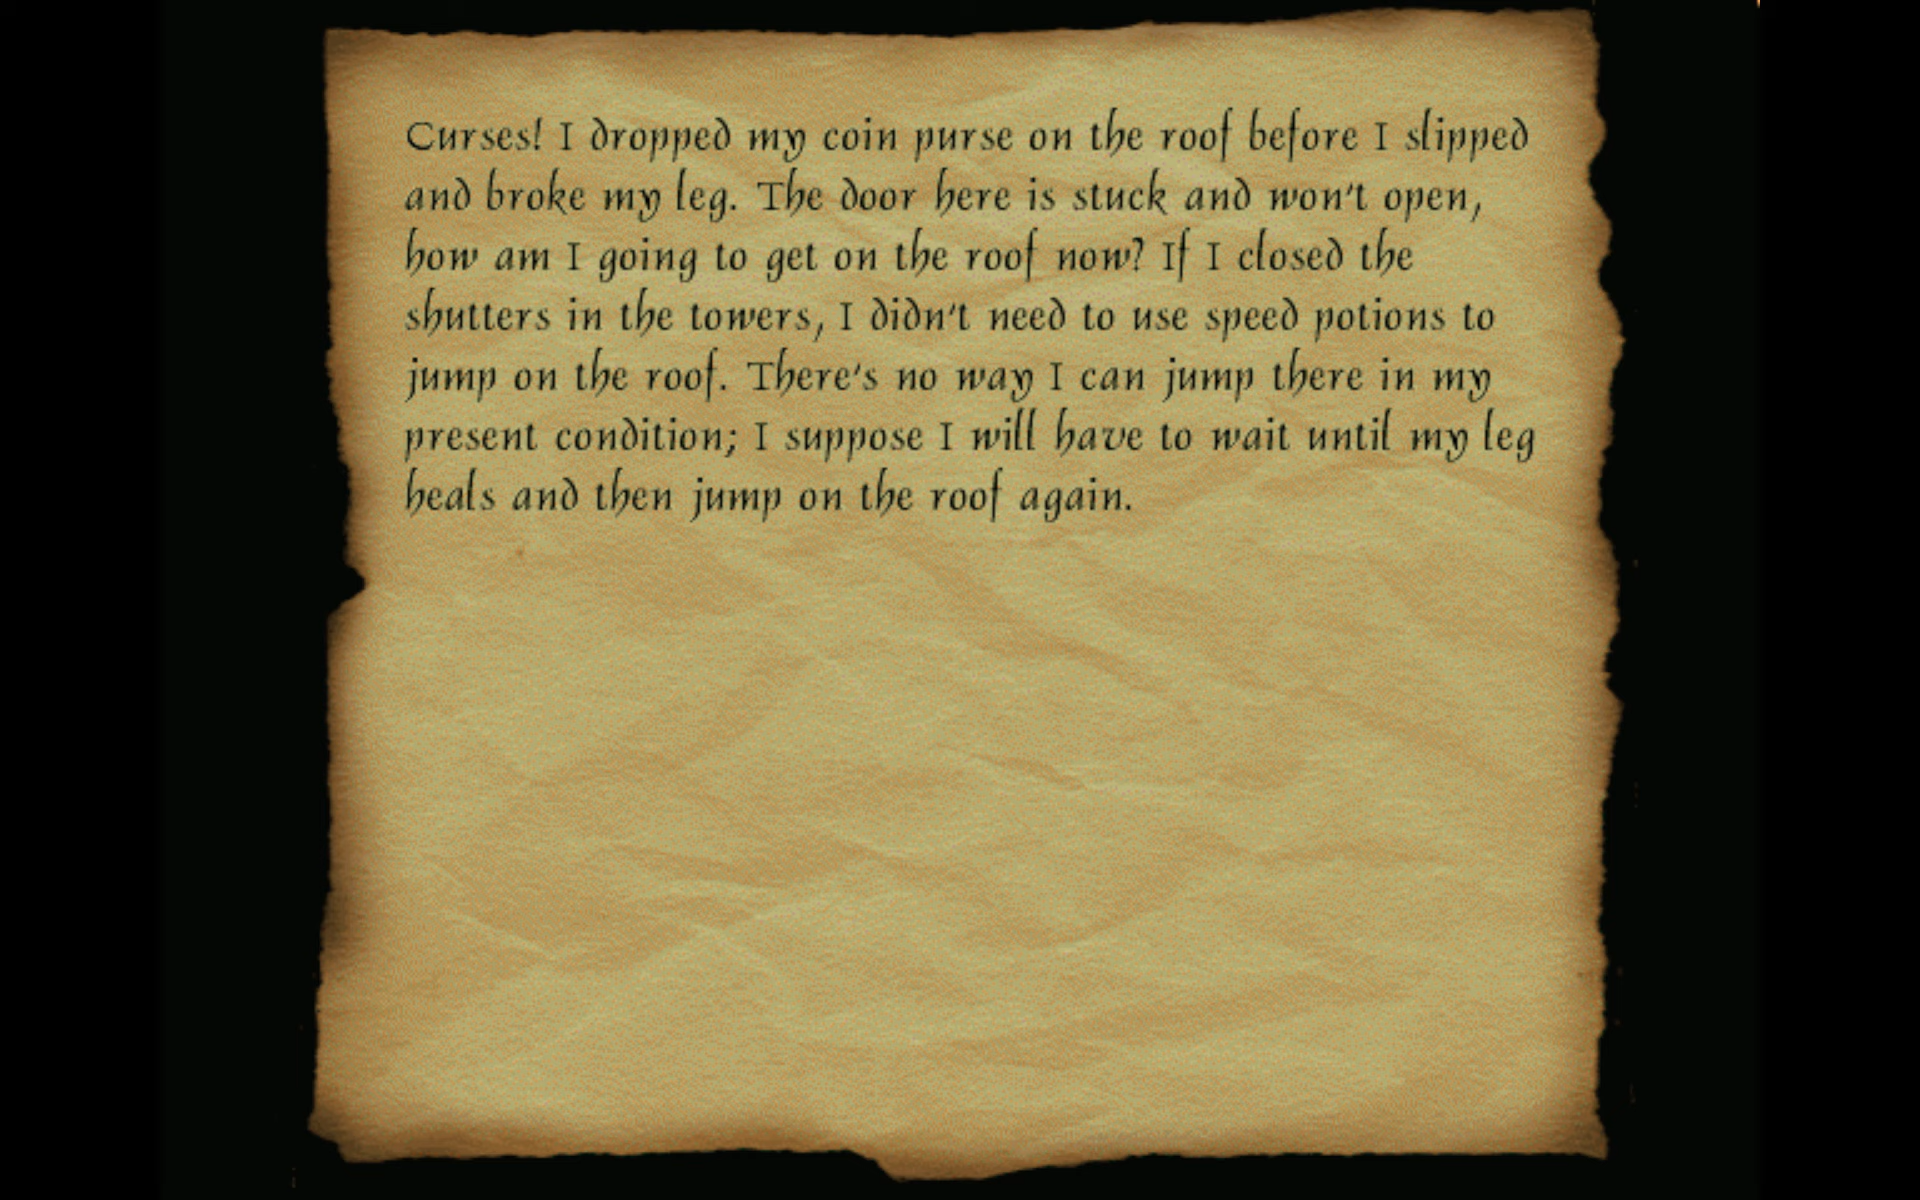 Curses! I dropped my coin purse on the roof before I slipped
and broke my leg. The door here is stuck and won't open,
how am I going to get on the roof now? If I closed the
shutters in the towers, I didn't need to use speed potions to
jump on the roof. There's no way I can jump there in my
present condition; I suppose I will have to wait until my leg
heals and then jump on the roof again.